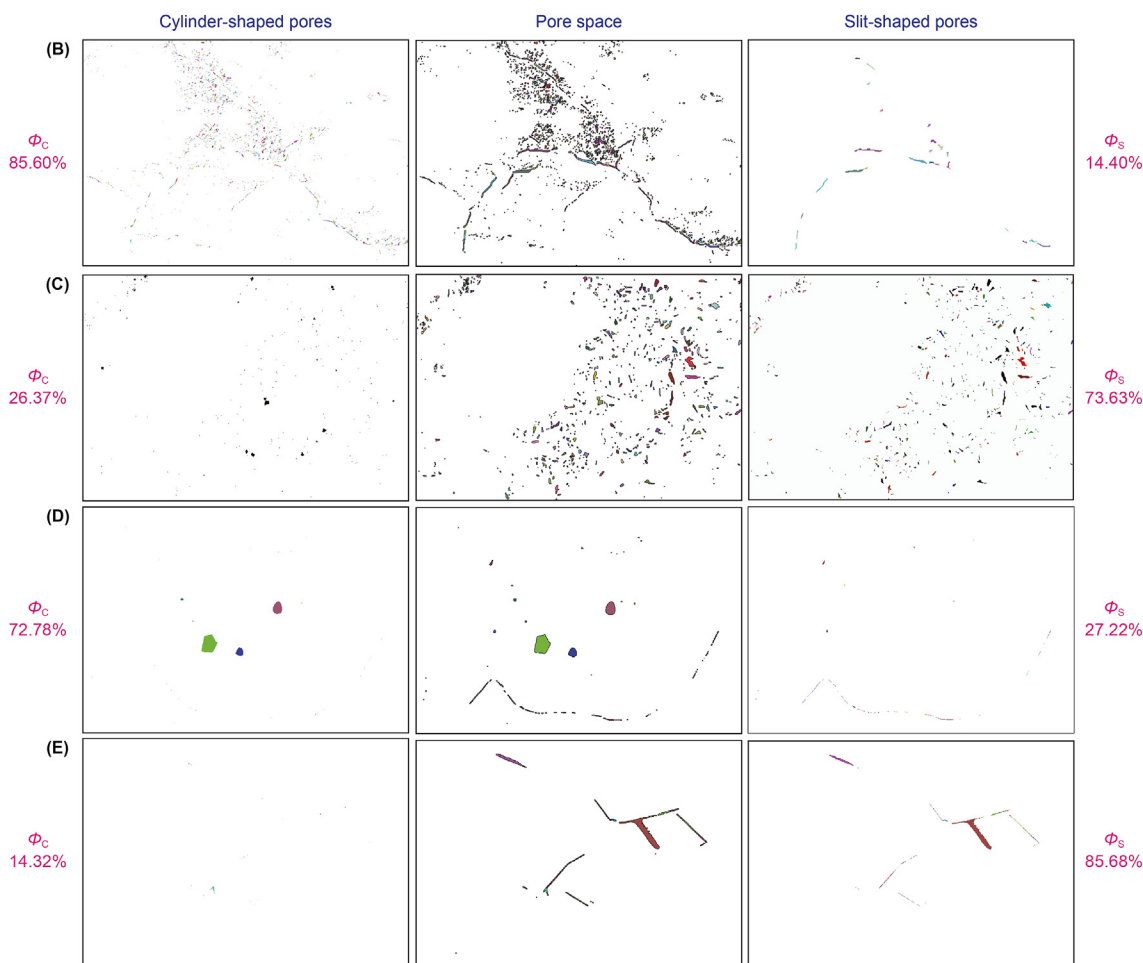 Cylinder-shaped pores
Pore space
Slit-shaped pores
(B)
ΦC
85.60%
ΦS
14.40%
(C)
ΦC
26.37%
ΦS
73.63%
(D)
ΦC
72.78%
ΦS
27.22%
(E)
ΦC
14.32%
ΦS
85.68%